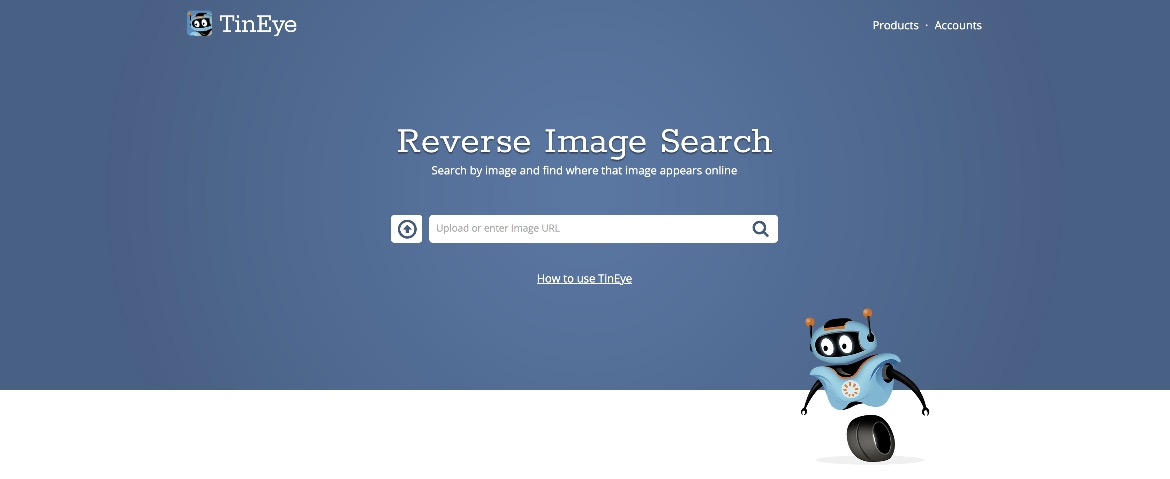 TinEye
Products · Accounts
Reverse Image Search
Search by image and find where that image appears online
Upload or enter Image URL
How to use TinEye